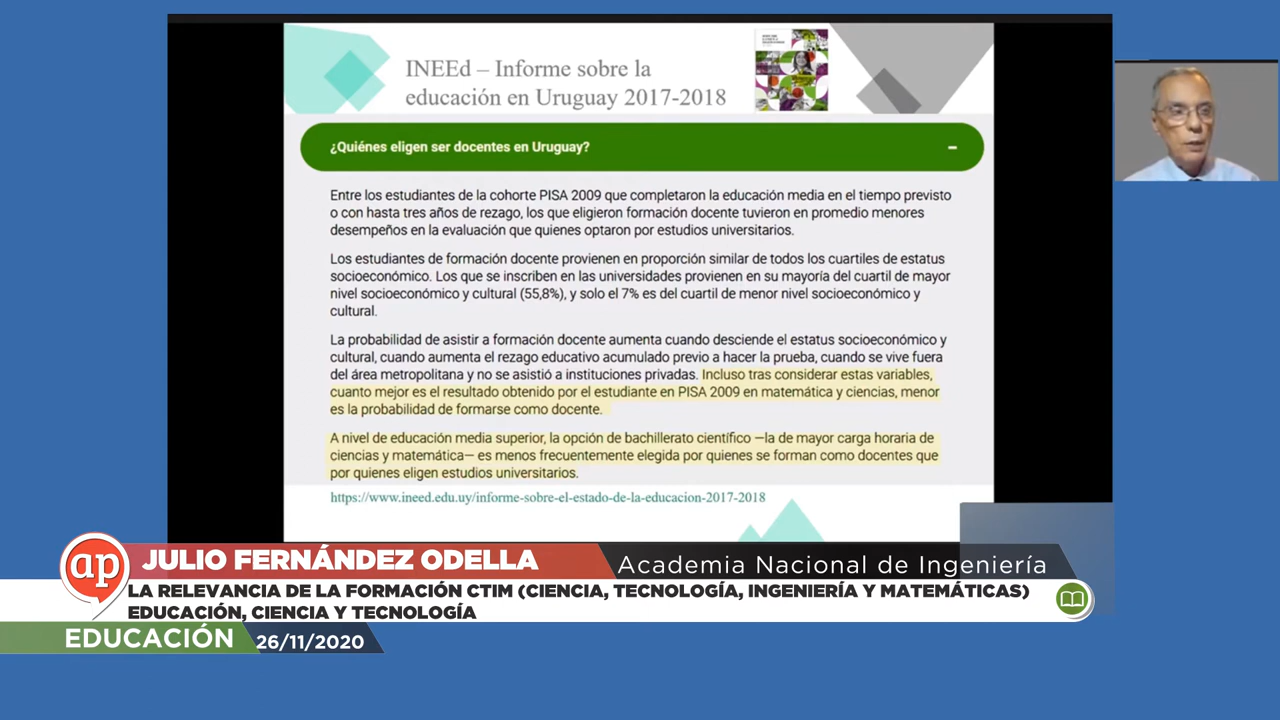 INEEd – Informe sobre la
educación en Uruguay 2017-2018
¿Quiénes eligen ser docentes en Uruguay?
Entre los estudiantes de la cohorte PISA 2009 que completaron la educación media en el tiempo previsto
o con hasta tres años de rezago, los que eligieron formación docente tuvieron en promedio menores
desempeños en la evaluación que quienes optaron por estudios universitarios.
Los estudiantes de formación docente provienen en proporción similar de todos los cuartiles de estatus
socioeconómico. Los que se inscriben en las universidades provienen en su mayoría del cuartil de mayor
nivel socioeconómico y cultural (55,8%), y solo el 7% es del cuartil de menor nivel socioeconómico y
cultural.
La probabilidad de asistir a formación docente aumenta cuando desciende el estatus socioeconómico y
cultural, cuando aumenta el rezago educativo acumulado previo a hacer la prueba, cuando se vive fuera
del área metropolitana y no se asistió a instituciones privadas. Incluso tras considerar estas variables,
cuanto mejor es el resultado obtenido por el estudiante en PISA 2009 en matemática y ciencias, menor
es la probabilidad de formarse como docente.
A nivel de educación media superior, la opción de bachillerato científico —la de mayor carga horaria de
ciencias y matemática— es menos frecuentemente elegida por quienes se forman como docentes que
por quienes eligen estudios universitarios.
https://www.ineed.edu.uy/informe-sobre-el-estado-de-la-educacion-2017-2018
ap
JULIO FERNÁNDEZ ODELLA
Academia Nacional de Ingeniería
LA RELEVANCIA DE LA FORMACIÓN CTIM (CIENCIA, TECNOLOGÍA, INGENIERÍA Y MATEMÁTICAS)
EDUCACIÓN, CIENCIA Y TECNOLOGÍA
EDUCACIÓN
26/11/2020